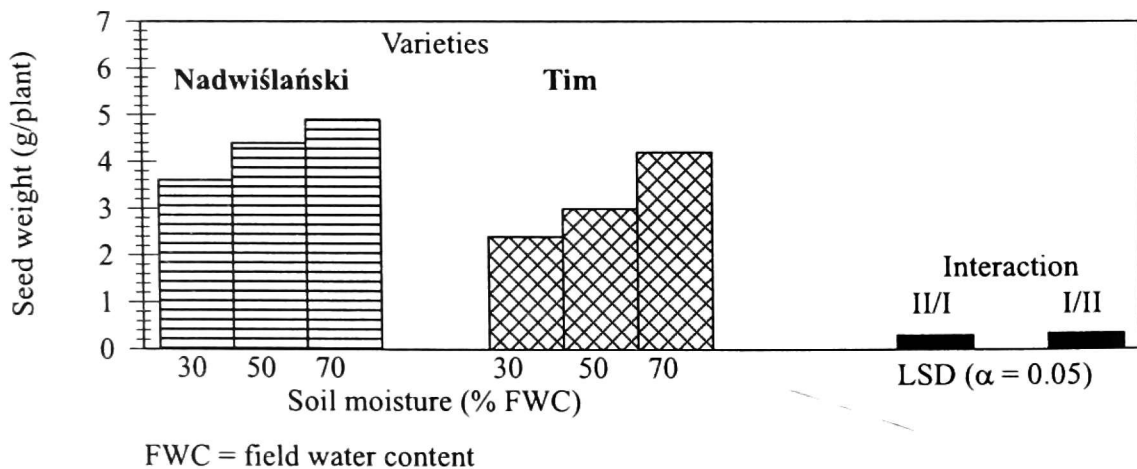 Seed weight (g/plant)
7
6
5
4
3
2
1
0
Varieties
Nadwiślański
Tim
Interaction
II/I I/II
30 50 70
30 50 70
LSD (α = 0.05)
Soil moisture (% FWC)
FWC = field water content